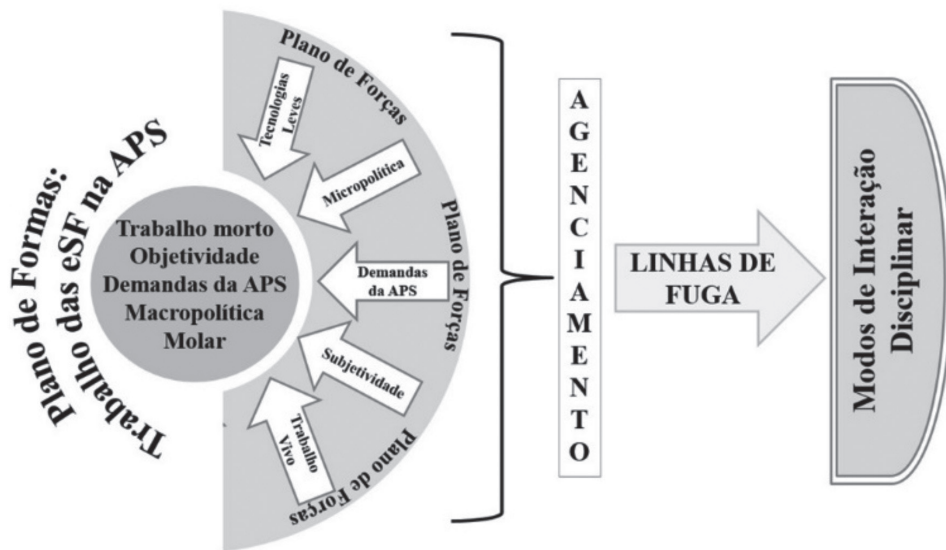 Plano de Formas:
Trabalho das eSF na APS
Trabalho morto
Objetividade
Demandas da APS
Macropolítica
Molar
Plano de Forças
Tecnologias
Leves
Micropolítica
Plano de Forças
Demandas
da APS
Subjetividade
Trabalho
Vivo
Plano de Forças
AGENCIAMENTO
LINHAS DE
FUGA
Modos de Interação
Disciplinar